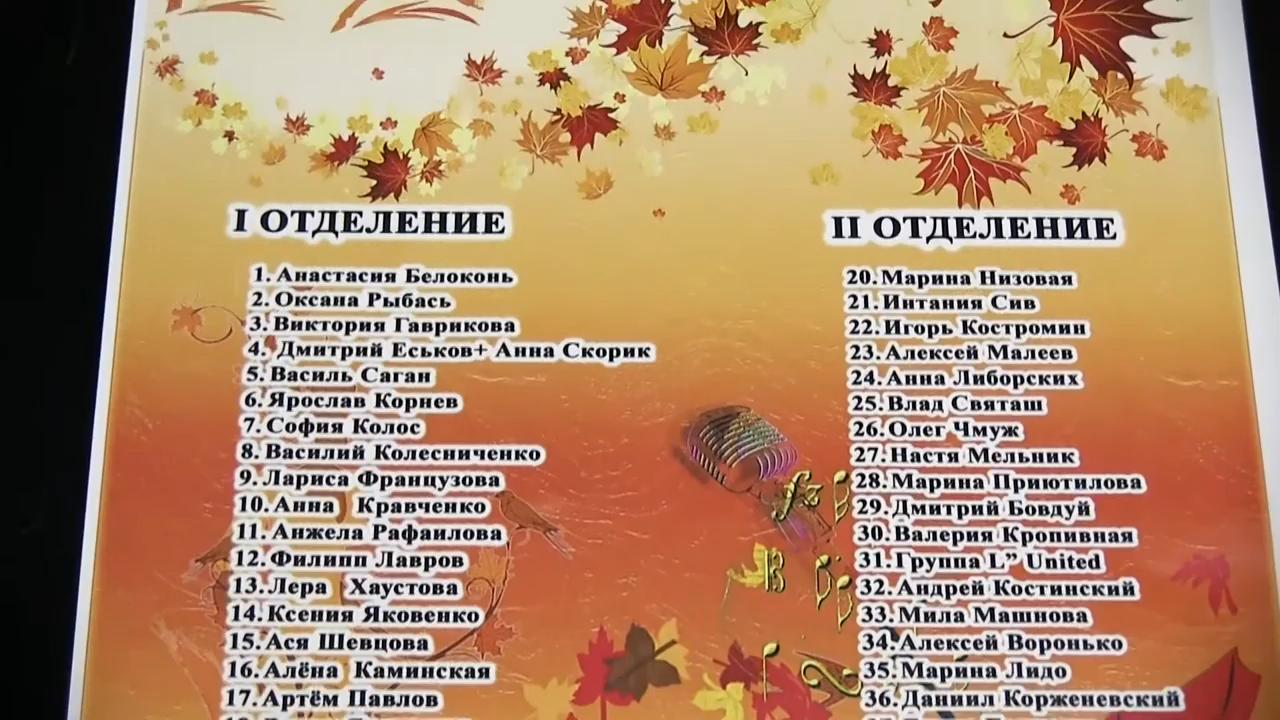 I ОТДЕЛЕНИЕ
1. Анастасия Белоконь
2. Оксана Рыбась
3. Виктория Гаврикова
4. Дмитрий Еськов+ Анна Скорик
5. Василь Саган
6. Ярослав Корнев
7. София Колос
8. Василий Колесниченко
9. Лариса Французова
10. Анна Кравченко
11. Анжела Рафаилова
12. Филипп Лавров
13. Лера Хаустова
14. Ксения Яковенко
15. Ася Шевцова
16. Алёна Каминская
17. Артём Павлов
II ОТДЕЛЕНИЕ
20. Марина Низовая
21. Интания Сив
22. Игорь Костромин
23. Алексей Малеев
24. Анна Либорских
25. Влад Святаш
26. Олег Чмуж
27. Настя Мельник
28. Марина Приютилова
29. Дмитрий Бовдуй
30. Валерия Кропивная
31. Группа L” United
32. Андрей Костинский
33. Мила Машнова
34. Алексей Воронько
35. Марина Лидо
36. Даниил Корженевский